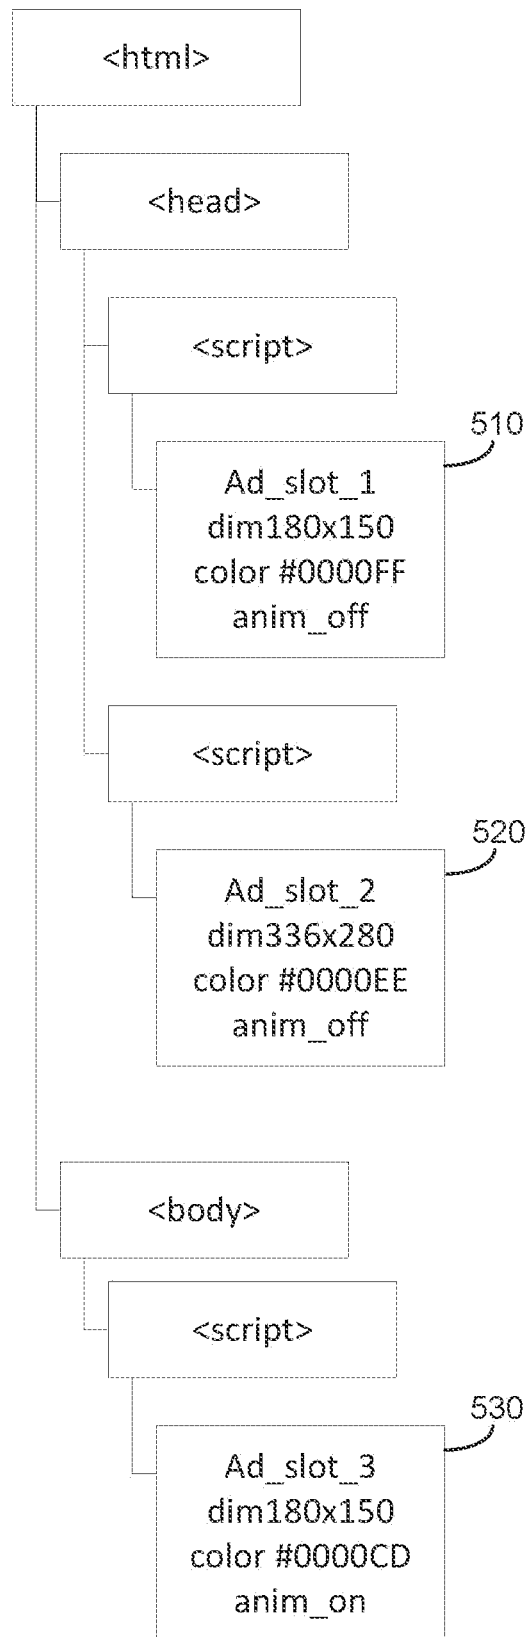 <html>
<head>
<script>
510
Ad_slot_1
dim180x150
color #0000FF
anim_off
<script>
520
Ad_slot_2
dim336x280
color #0000EE
anim_off
<body>
<script>
530
Ad_slot_3
dim180x150
color #0000CD
anim_on